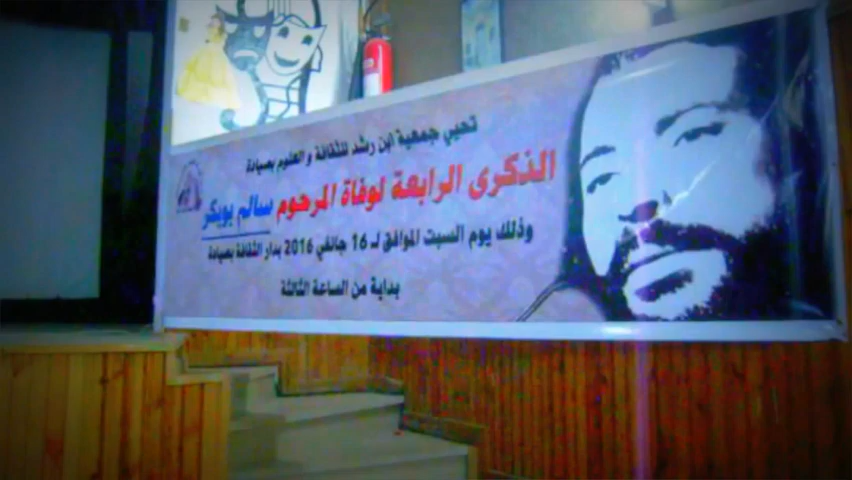 تحيي جمعية ابن رشد للثقافة و العلوم بصيادة
الذكرى الرابعة لوفاة المرحوم سالم بوبكر
وذلك يوم السبت الموافق لـ 16 جانفي 2016 بدار الثقافة بصيادة
بداية من الساعة الثالثة